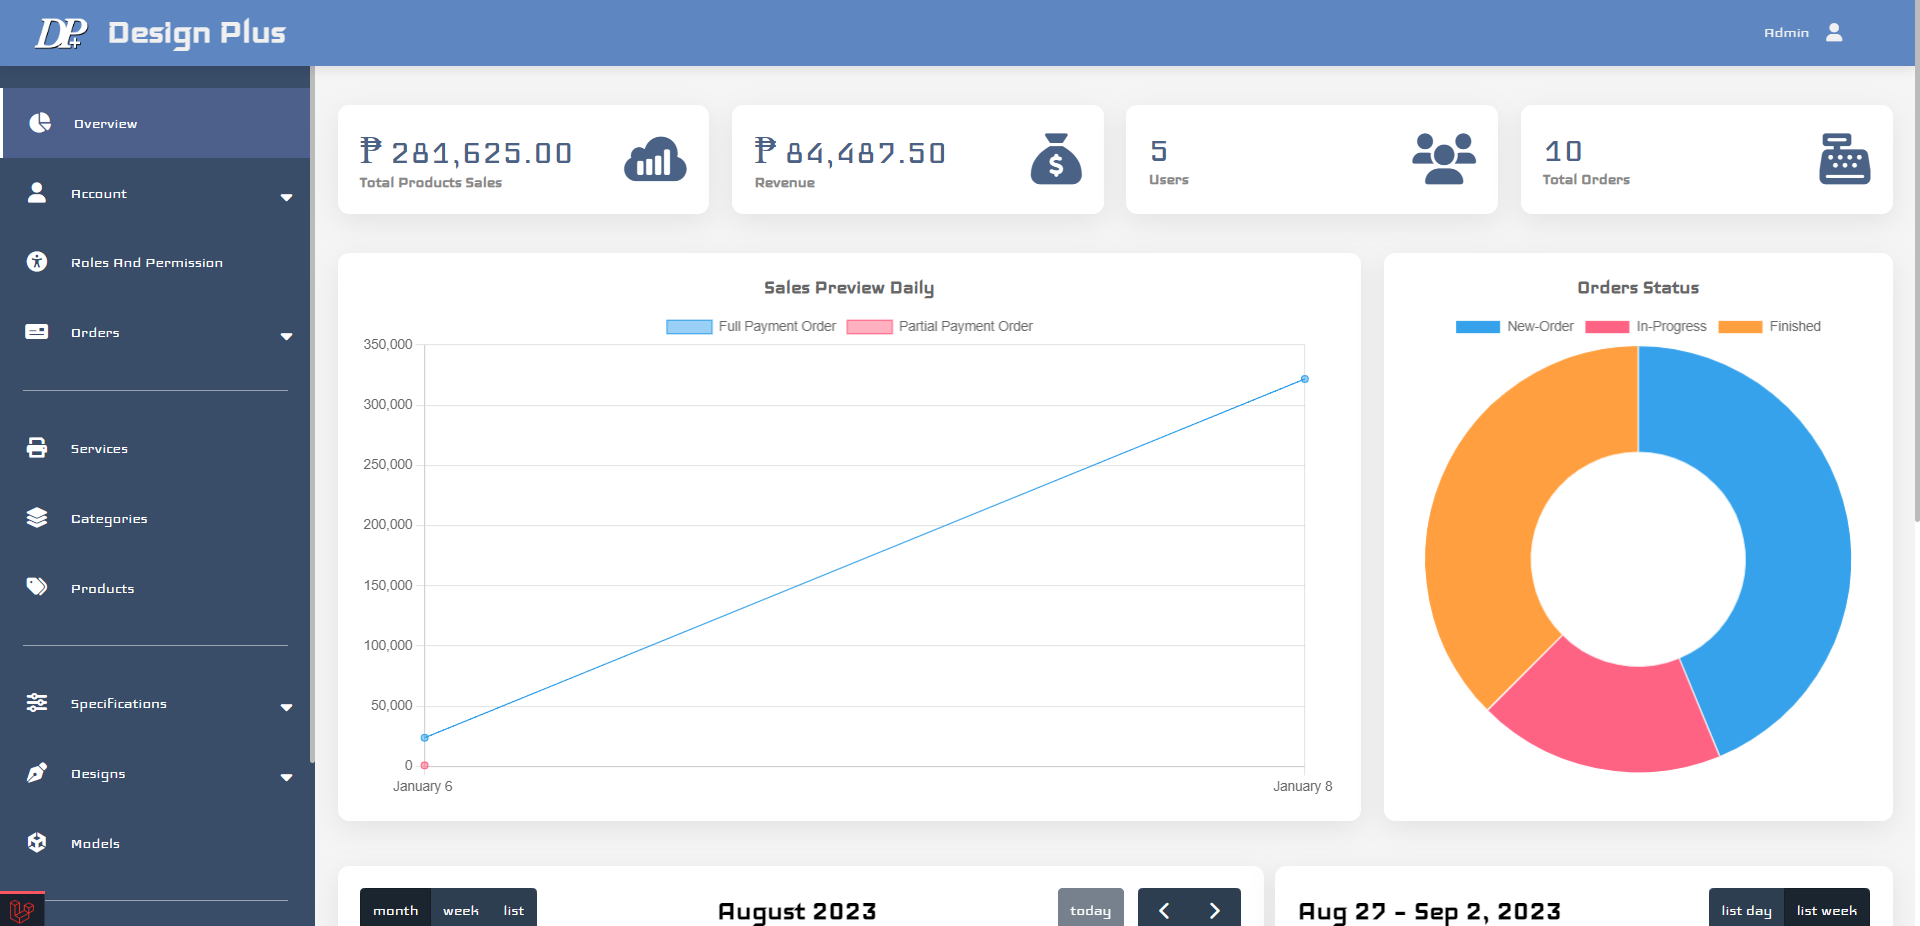 DP+ Design Plus
Admin
Overview
Account
Roles And Permission
Orders
Services
Categories
Products
Specifications
Designs
Models
₱ 281,625.00
Total Products Sales
₱ 84,487.50
Revenue
$
5
Users
10
Total Orders
Sales Preview Daily
Full Payment Order Partial Payment Order
350,000
300,000
250,000
200,000
150,000
100,000
50,000
0
January 6 January 8
Orders Status
New-Order In-Progress Finished
month week list August 2023 today
Aug 27 - Sep 2, 2023 list day list week